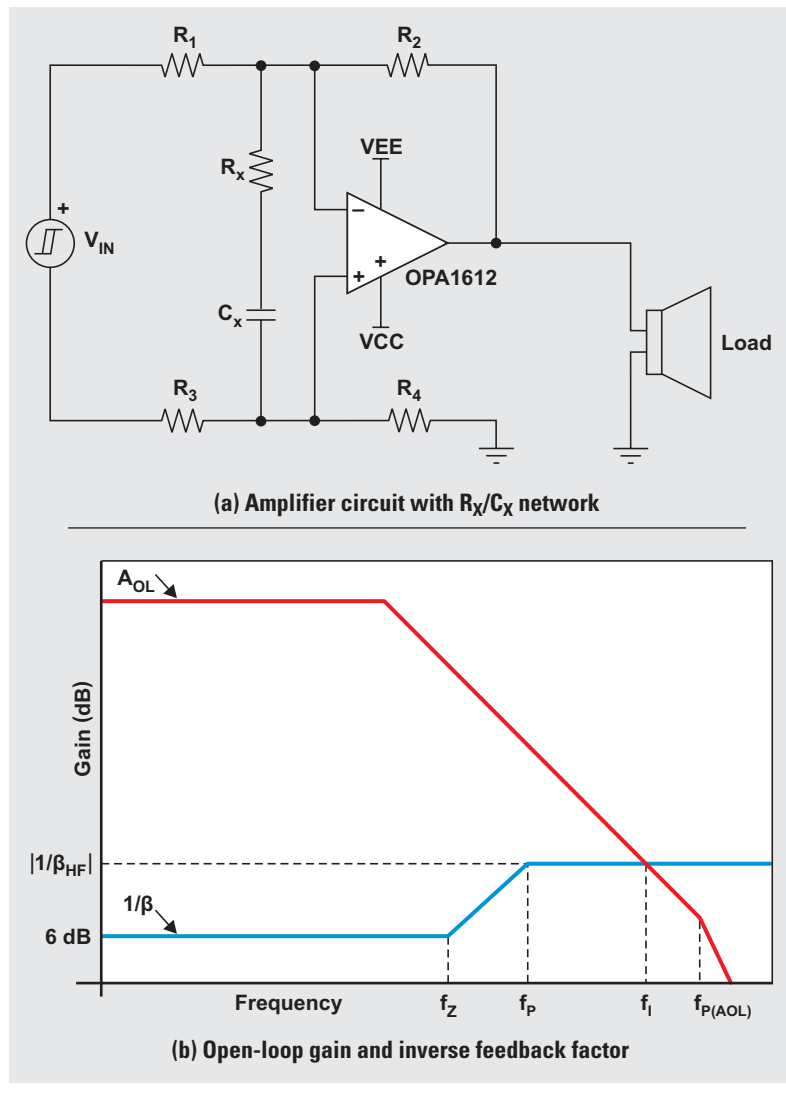 R1
R2
Rx
VEE
+
VIN
–
+
+
OPA1612
Cx
VCC
Load
R3
R4
(a) Amplifier circuit with RX/CX network
AOL
Gain (dB)
|1/βHF|
1/β
6 dB
Frequency
fZ
fP
fI
fP(AOL)
(b) Open-loop gain and inverse feedback factor